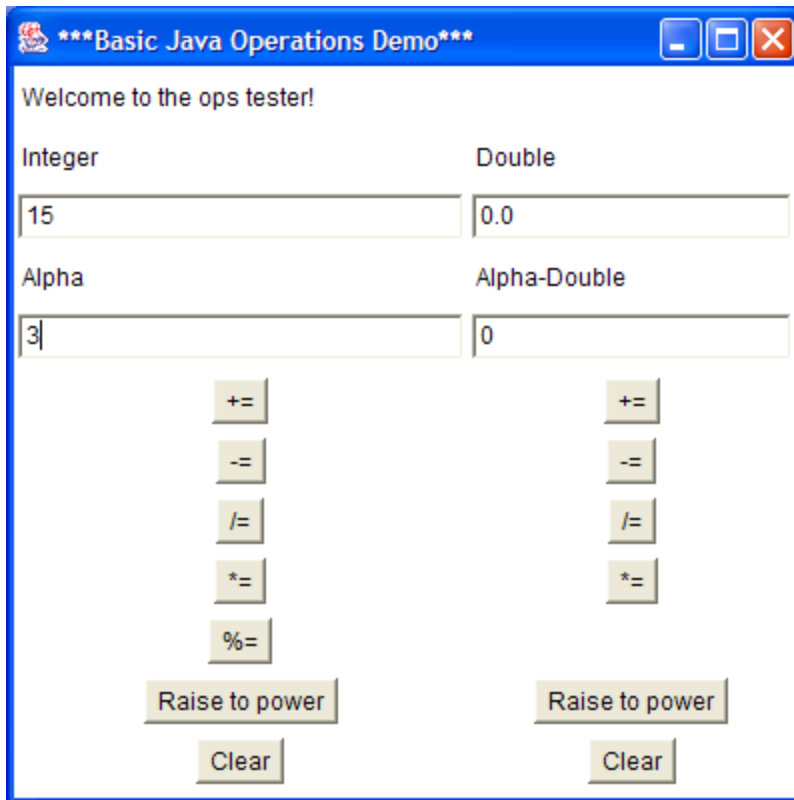 ***Basic Java Operations Demo***
Welcome to the ops tester!
Integer Double
15 0.0
Alpha Alpha-Double
3 0
+= +=
-= -=
/= /=
*= *=
%=
Raise to power Raise to power
Clear Clear